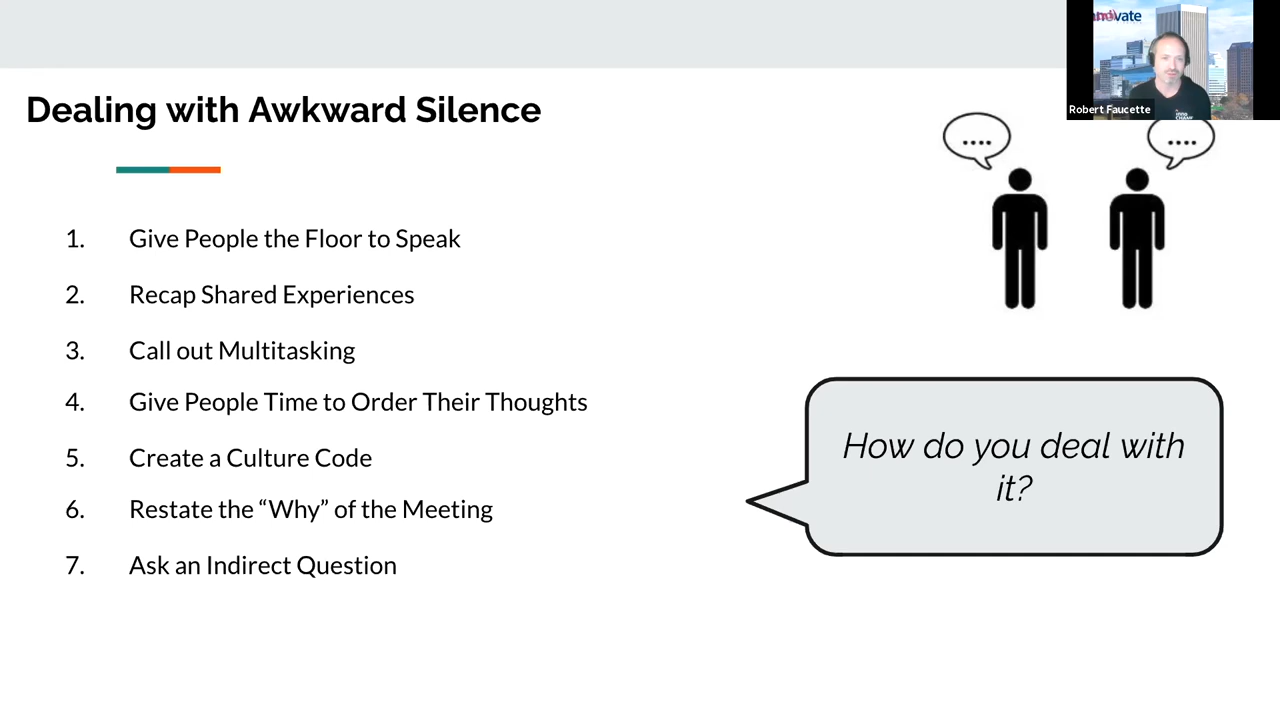 Dealing with Awkward Silence
1. Give People the Floor to Speak
2. Recap Shared Experiences
3. Call out Multitasking
4. Give People Time to Order Their Thoughts
5. Create a Culture Code
6. Restate the “Why” of the Meeting
7. Ask an Indirect Question
....
....
How do you deal with
it?
Robert Faucette